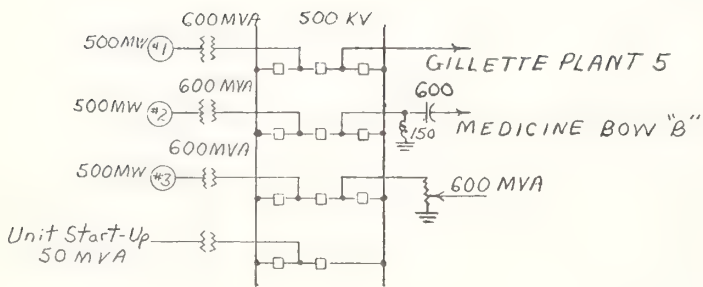 600MVA
500 KV
500MW #1
GILLETTE PLANT 5
600 MVA
600
500MW #2
150
MEDICINE BOW "B"
600MVA
500MW #3
600 MVA
Unit Start-Up
50 MVA